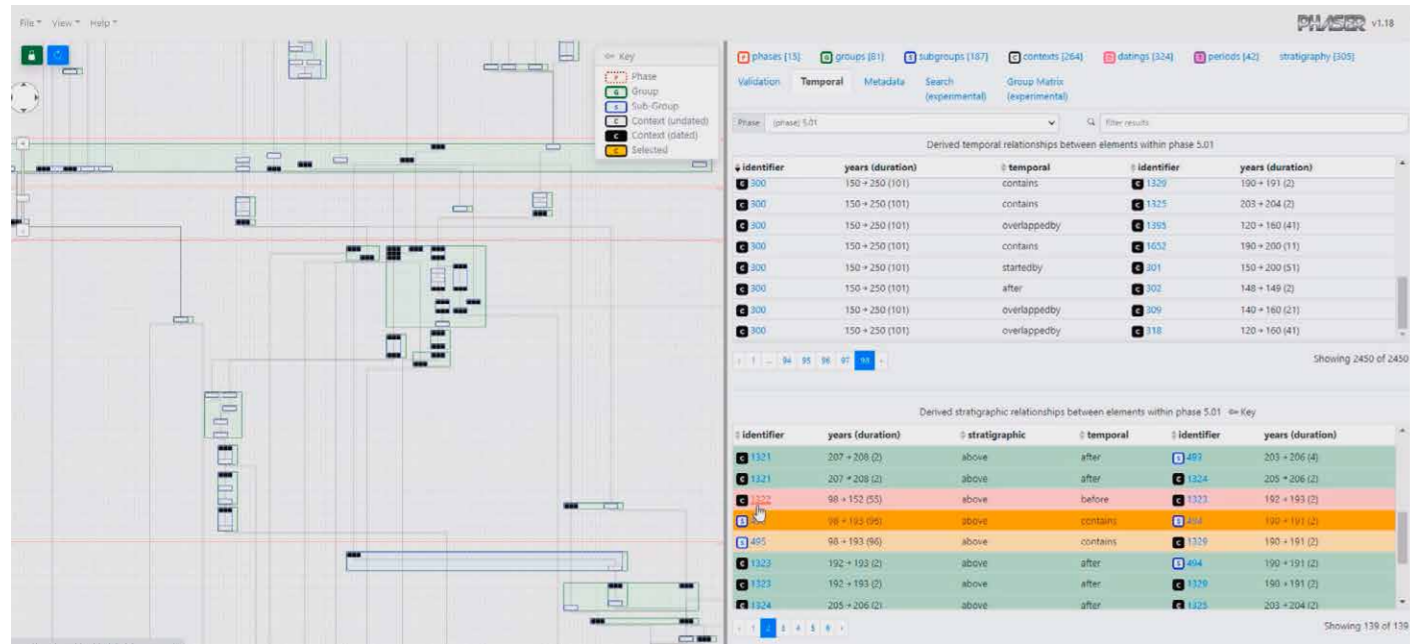 File View Help
PHASER v1.18
Key
P Phase
G Group
S Sub-Group
C Context (undated)
C Context (dated)
C Selected
P phases [15] G groups (81) S subgroups [187] C contexts [264] D datings [324] periods [42] stratigraphy [305]
Validation Temporal Metadata Search (experimental) Group Matrix (experimental)
Phase (phase) 5.01 Filter results
Derived temporal relationships between elements within phase 5.01
identifier years (duration) temporal identifier years (duration)
C 300 150 → 250 (101) contains C 1329 190 → 191 (2)
C 300 150 → 250 (101) contains C 1325 203 → 204 (2)
C 300 150 → 250 (101) overlappedby C 1395 120 → 160 (41)
C 300 150 → 250 (101) contains C 1652 190 → 200 (11)
C 300 150 → 250 (101) startedby C 301 150 → 200 (51)
C 300 150 → 250 (101) after C 302 148 → 149 (2)
C 300 150 → 250 (101) overlappedby C 309 140 → 160 (21)
C 300 150 → 250 (101) overlappedby C 318 120 → 160 (41)
‹ 1 ... 94 95 96 97 98 › Showing 2450 of 2450
Derived stratigraphic relationships between elements within phase 5.01 Key
identifier years (duration) stratigraphic temporal identifier years (duration)
C 1321 207 → 208 (2) above after S 493 203 → 206 (4)
C 1321 207 → 208 (2) above after C 1324 205 → 206 (2)
C 1322 98 → 152 (55) above before C 1323 192 → 193 (2)
S 98 → 193 (96) above contains S 494 190 → 191 (2)
S 495 98 → 193 (96) above contains C 1329 190 → 191 (2)
C 1323 192 → 193 (2) above after S 494 190 → 191 (2)
C 1323 192 → 193 (2) above after C 1329 190 → 191 (2)
C 1324 205 → 206 (2) above after C 1325 203 → 204 (2)
‹ 1 2 3 4 5 6 › Showing 139 of 139